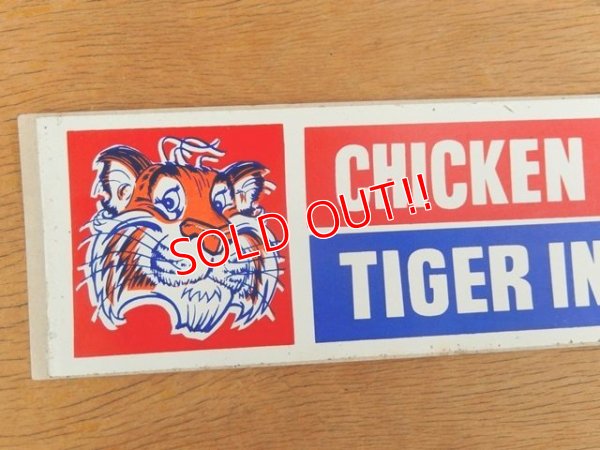 CHICKEN
TIGER IN
SOLD OUT!!